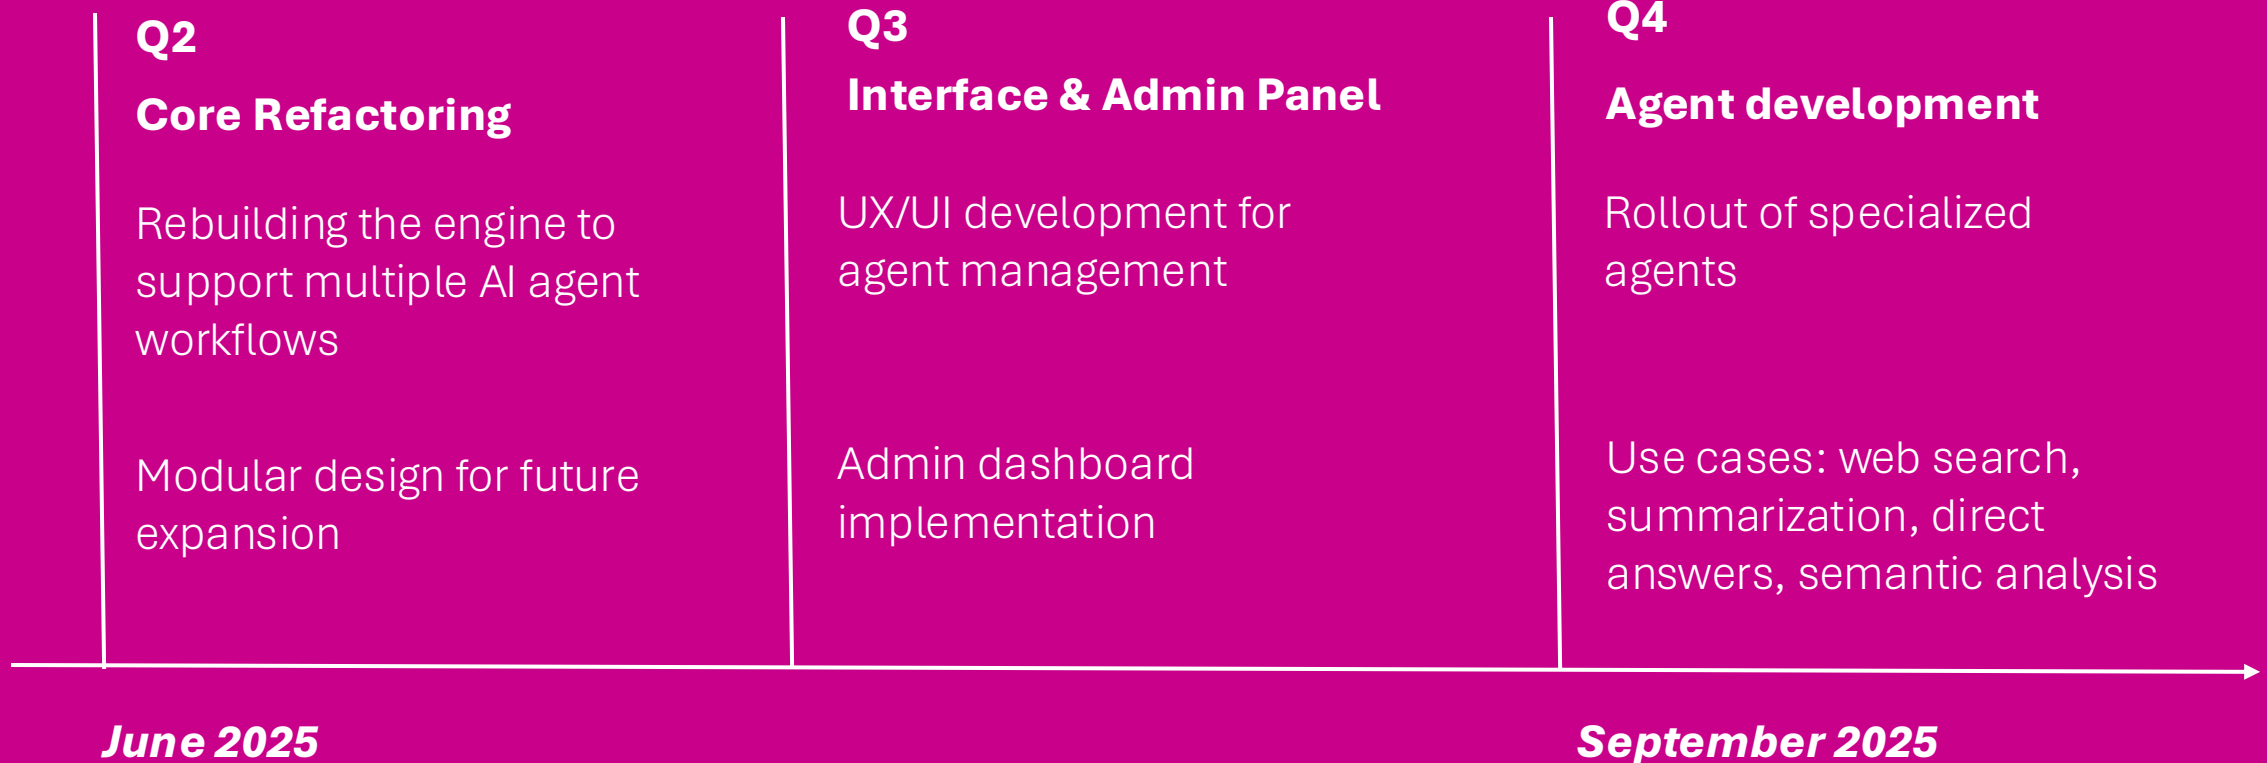 Q2
Core Refactoring
Rebuilding the engine to
support multiple AI agent
workflows
Modular design for future
expansion
Q3
Interface & Admin Panel
UX/UI development for
agent management
Admin dashboard
implementation
Q4
Agent development
Rollout of specialized
agents
Use cases: web search,
summarization, direct
answers, semantic analysis
June 2025
September 2025